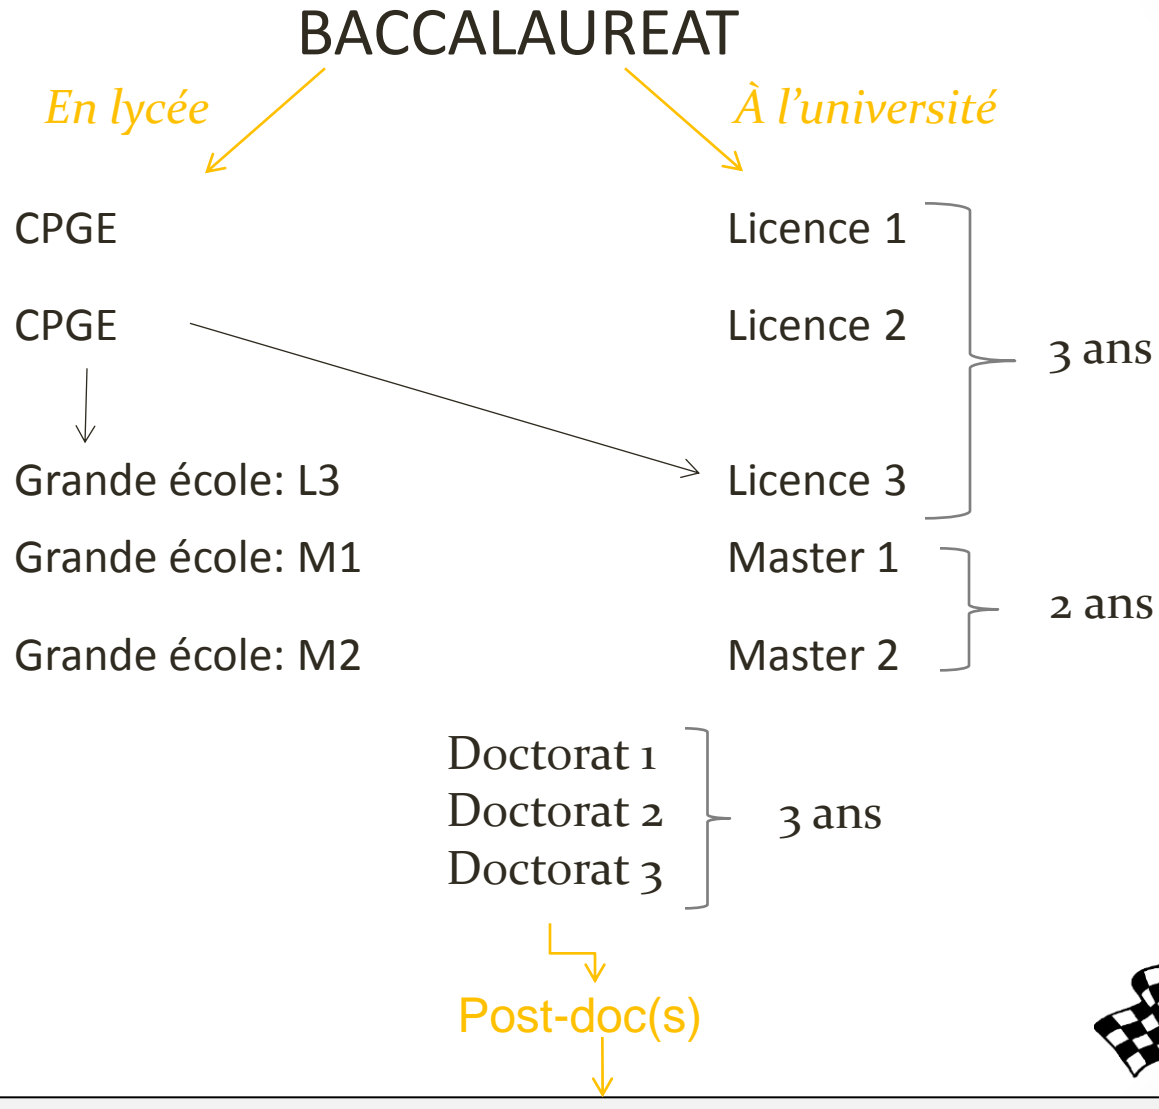 BACCALAUREAT
En lycée
À l'université
CPGE
Licence 1
CPGE
Licence 2
3 ans
Grande école: L3
Licence 3
Grande école: M1
Master 1
2 ans
Grande école: M2
Master 2
Doctorat 1
Doctorat 2
3 ans
Doctorat 3
Post-doc(s)